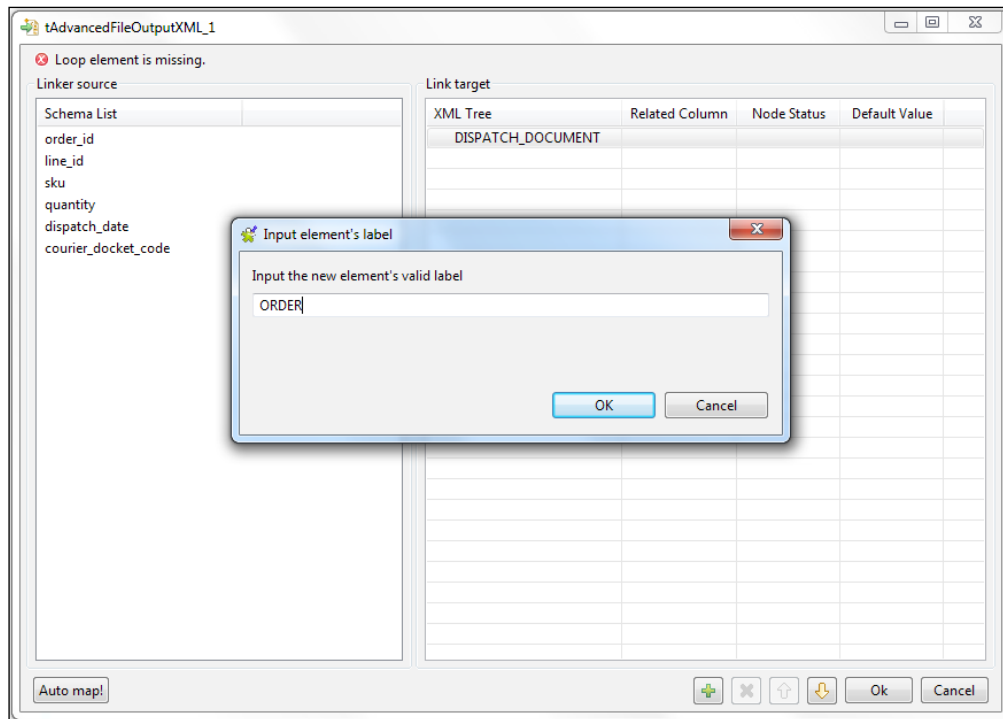 tAdvancedFileOutputXML_1
Loop element is missing.
Linker source
Link target
Schema List
XML Tree Related Column Node Status Default Value
order_id
DISPATCH_DOCUMENT
line_id
sku
quantity
dispatch_date
courier_docket_code
Input element's label
Input the new element's valid label
ORDER
OK Cancel
Auto map!
Ok Cancel